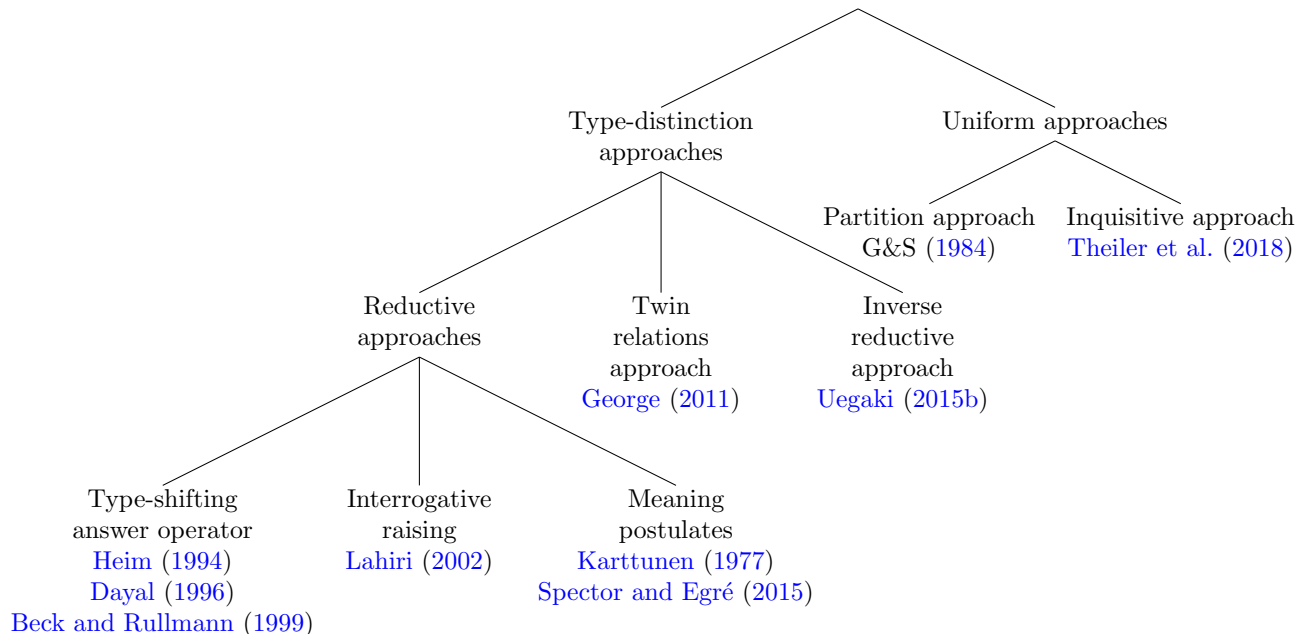 Type-distinction
approaches
Uniform approaches
Partition approach
G&S (1984)
Inquisitive approach
Theiler et al. (2018)
Reductive
approaches
Twin
relations
approach
George (2011)
Inverse
reductive
approach
Uegaki (2015b)
Type-shifting
answer operator
Heim (1994)
Dayal (1996)
Beck and Rullmann (1999)
Interrogative
raising
Lahiri (2002)
Meaning
postulates
Karttunen (1977)
Spector and Egré (2015)